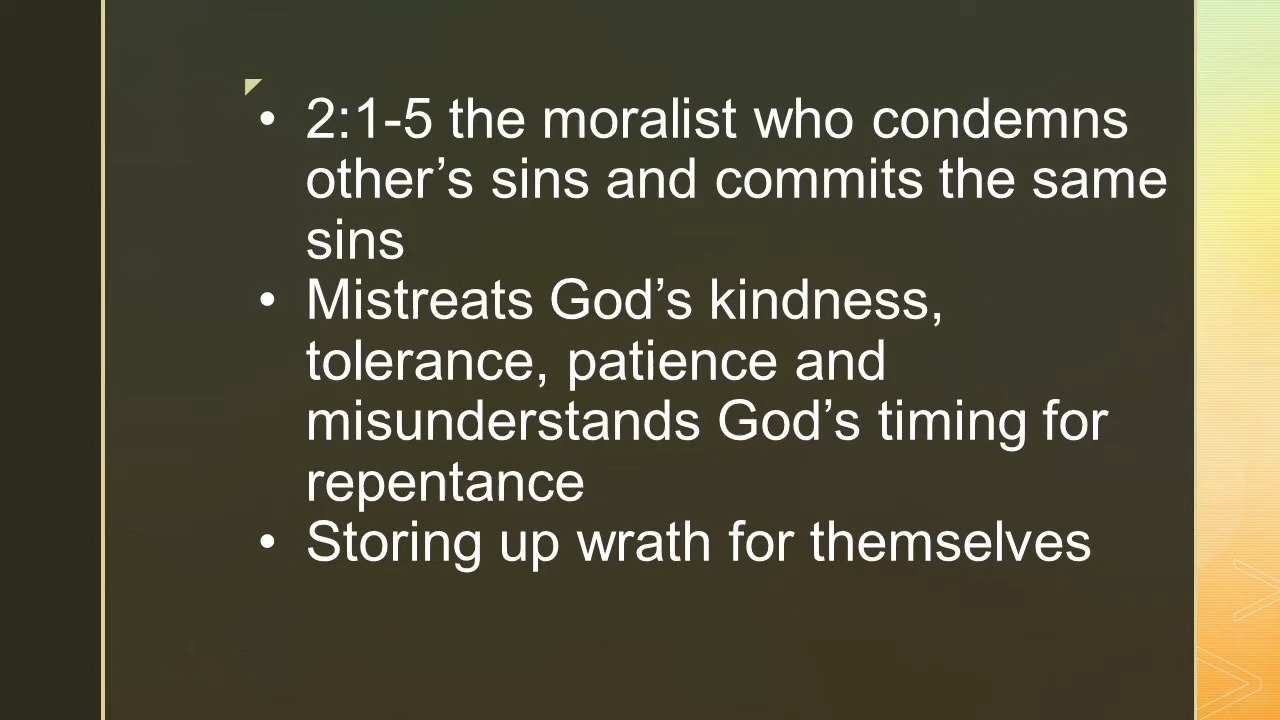 • 2:1-5 the moralist who condemns
other’s sins and commits the same
sins
• Mistreats God’s kindness,
tolerance, patience and
misunderstands God’s timing for
repentance
• Storing up wrath for themselves